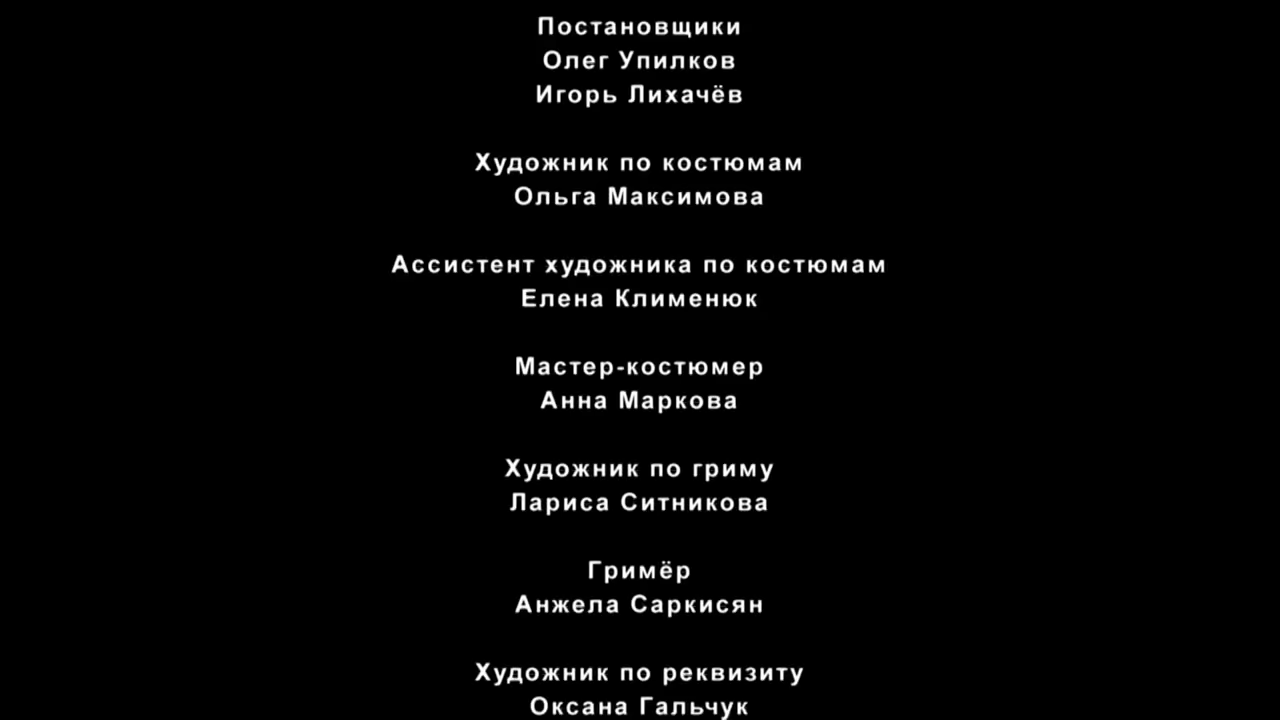 Постановщики
Олег Упилков
Игорь Лихачёв
Художник по костюмам
Ольга Максимова
Ассистент художника по костюмам
Елена Клименюк
Мастер-костюмер
Анна Маркова
Художник по гриму
Лариса Ситникова
Гримёр
Анжела Саркисян
Художник по реквизиту
Оксана Гальчук